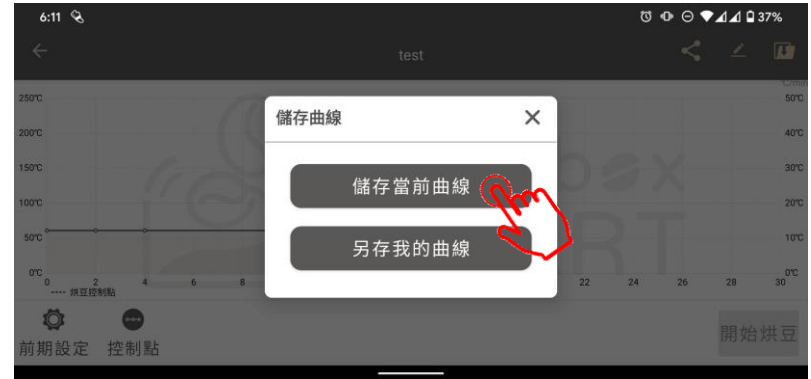 6:11 37%
test
℃/min
儲存曲線
250℃ 50℃
200℃ 40℃
150℃ 30℃
儲存當前曲線
100℃ 20℃
50℃ 10℃
另存我的曲線
0℃ 0℃
0 2 4 6 8 22 24 26 28 30
---- 烘豆控制點
前期設定 控制點 開始烘豆